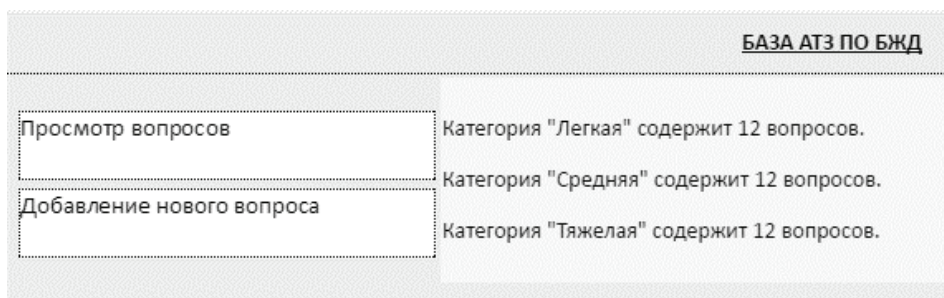 БАЗА АТЗ ПО БЖД
Просмотр вопросов
Добавление нового вопроса
Категория "Легкая" содержит 12 вопросов.
Категория "Средняя" содержит 12 вопросов.
Категория "Тяжелая" содержит 12 вопросов.